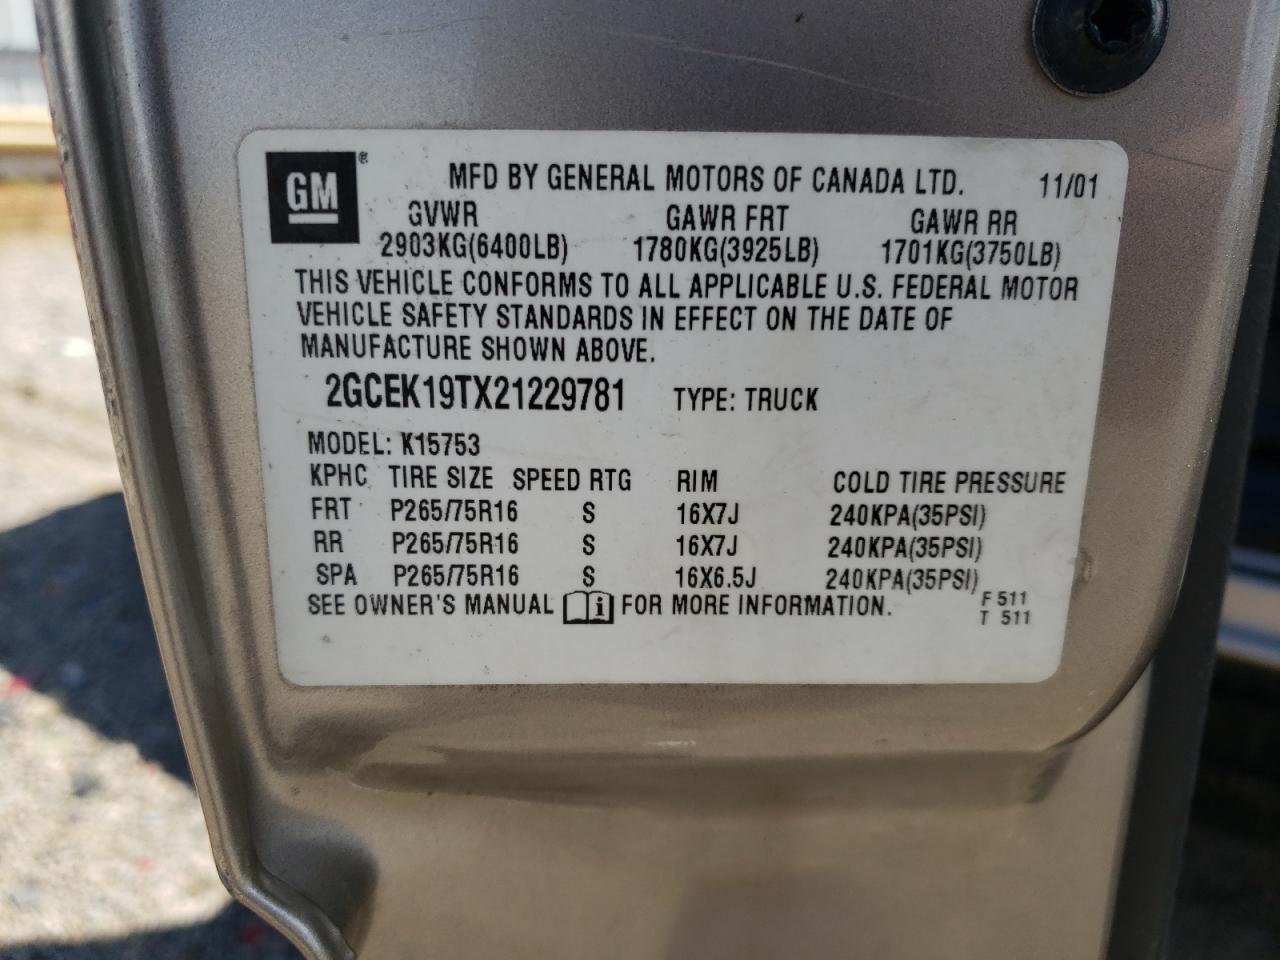 GM® MFD BY GENERAL MOTORS OF CANADA LTD. 11/01
GVWR GAWR FRT GAWR RR
2903KG(6400LB) 1780KG(3925LB) 1701KG(3750LB)
THIS VEHICLE CONFORMS TO ALL APPLICABLE U.S. FEDERAL MOTOR
VEHICLE SAFETY STANDARDS IN EFFECT ON THE DATE OF
MANUFACTURE SHOWN ABOVE.
2GCEK19TX21229781 TYPE: TRUCK
MODEL: K15753
KPHC TIRE SIZE SPEED RTG RIM COLD TIRE PRESSURE
FRT P265/75R16 S 16X7J 240KPA(35PSI)
RR P265/75R16 S 16X7J 240KPA(35PSI)
SPA P265/75R16 S 16X6.5J 240KPA(35PSI)
SEE OWNER'S MANUAL i FOR MORE INFORMATION. F 511
T 511